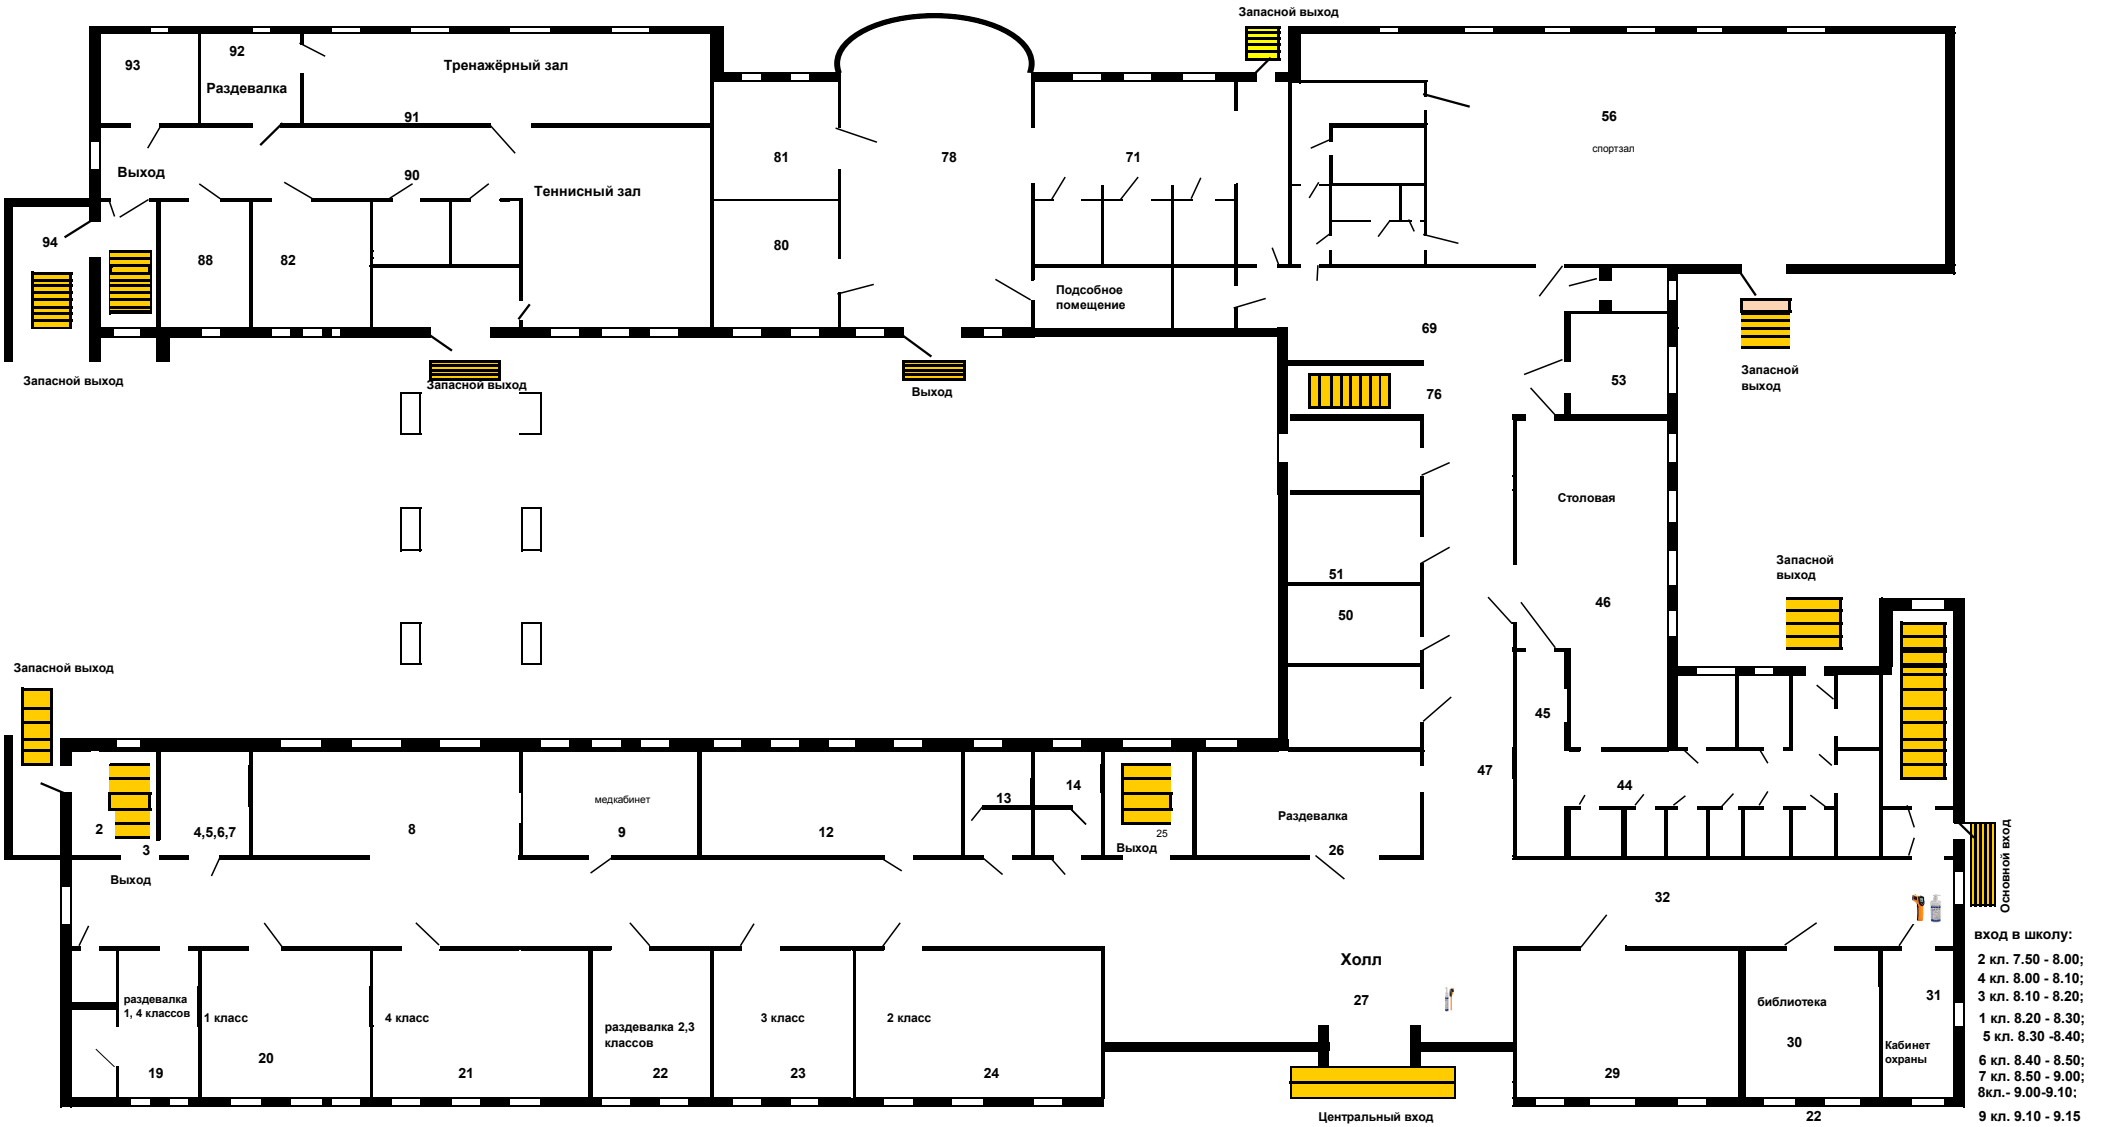 Запасной выход
93
92
Раздевалка
Тренажёрный зал
91
56
спортзал
81
78
71
Выход
90
Теннисный зал
94
88
82
80
Подсобное
помещение
69
Запасной выход
Запасной выход
Выход
76
53
Запасной
выход
Столовая
51
50
46
Запасной
выход
Запасной выход
45
47
44
2
3
4,5,6,7
8
медкабинет
9
12
13
14
25
Выход
Раздевалка
26
Выход
32
Основной вход
раздевалка
1, 4 классов
19
1 класс
20
4 класс
21
раздевалка 2,3
классов
22
3 класс
23
2 класс
24
Холл
27
Центральный вход
29
библиотека
30
31
Кабинет
охраны
22
вход в школу:
2 кл. 7.50 - 8.00;
4 кл. 8.00 - 8.10;
3 кл. 8.10 - 8.20;
1 кл. 8.20 - 8.30;
5 кл. 8.30 -8.40;
6 кл. 8.40 - 8.50;
7 кл. 8.50 - 9.00;
8кл.- 9.00-9.10;
9 кл. 9.10 - 9.15